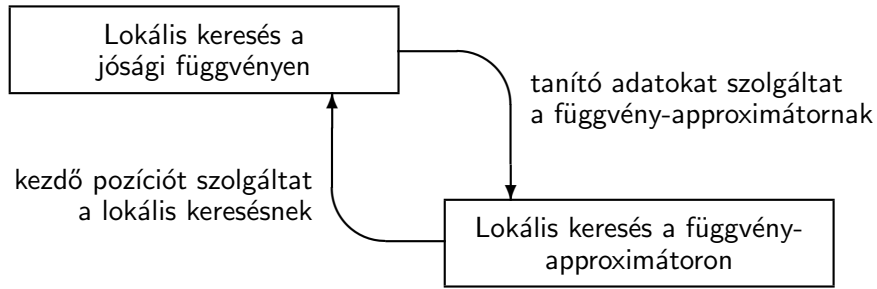 Lokális keresés a
jósági függvényen
tanító adatokat szolgáltat
a függvény-approximátornak
kezdő pozíciót szolgáltat
a lokális keresésnek
Lokális keresés a függvény-
approximátoron